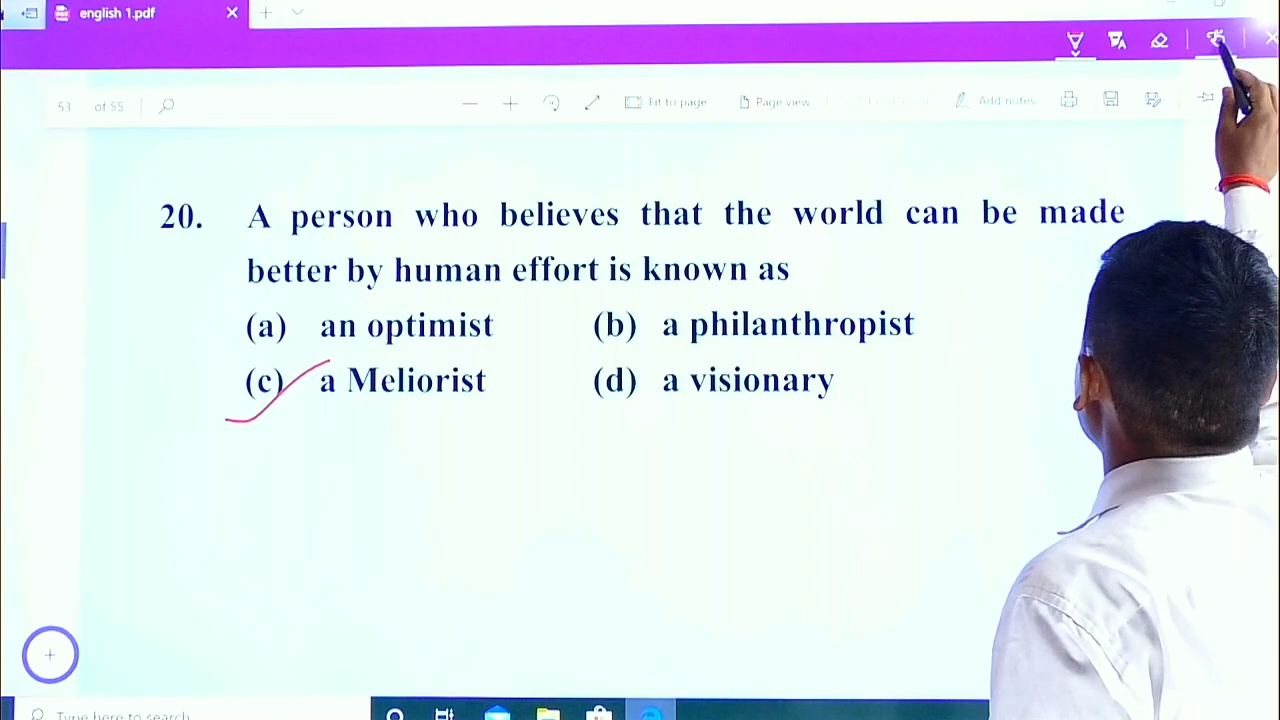 english 1.pdf
53 of 55
Fit to page
Page view
Add notes
20. A person who believes that the world can be made
better by human effort is known as
(a) an optimist (b) a philanthropist
(c) a Meliorist (d) a visionary
Type here to search